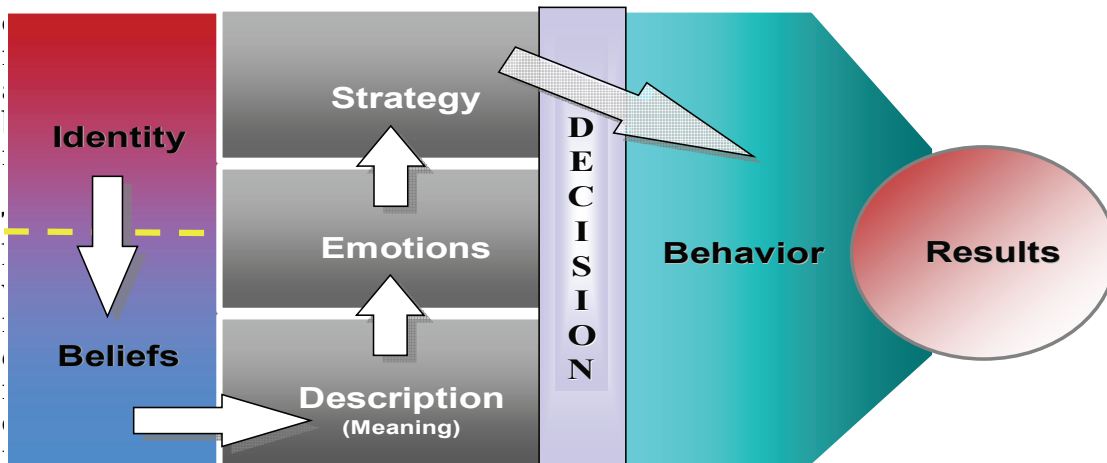 Identity
Beliefs
Strategy
Emotions
Description
(Meaning)
DECISION
Behavior
Results